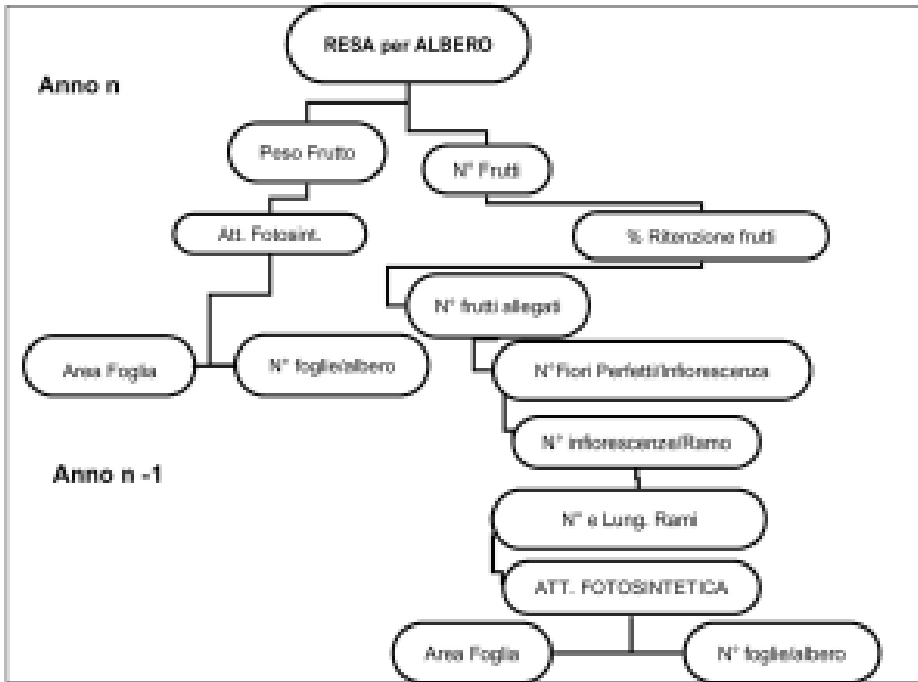 RESA per ALBERO
Anno n
Peso Frutto
N° Frutti
Att. Fotosint.
% Ritenzione frutti
N° frutti allegati
Area Foglia
N° foglie/albero
N°Fiori Perfetti/Infiorescenza
N° infiorescenze/Ramo
Anno n -1
N° e Lung. Rami
ATT. FOTOSINTETICA
Area Foglia
N° foglie/albero